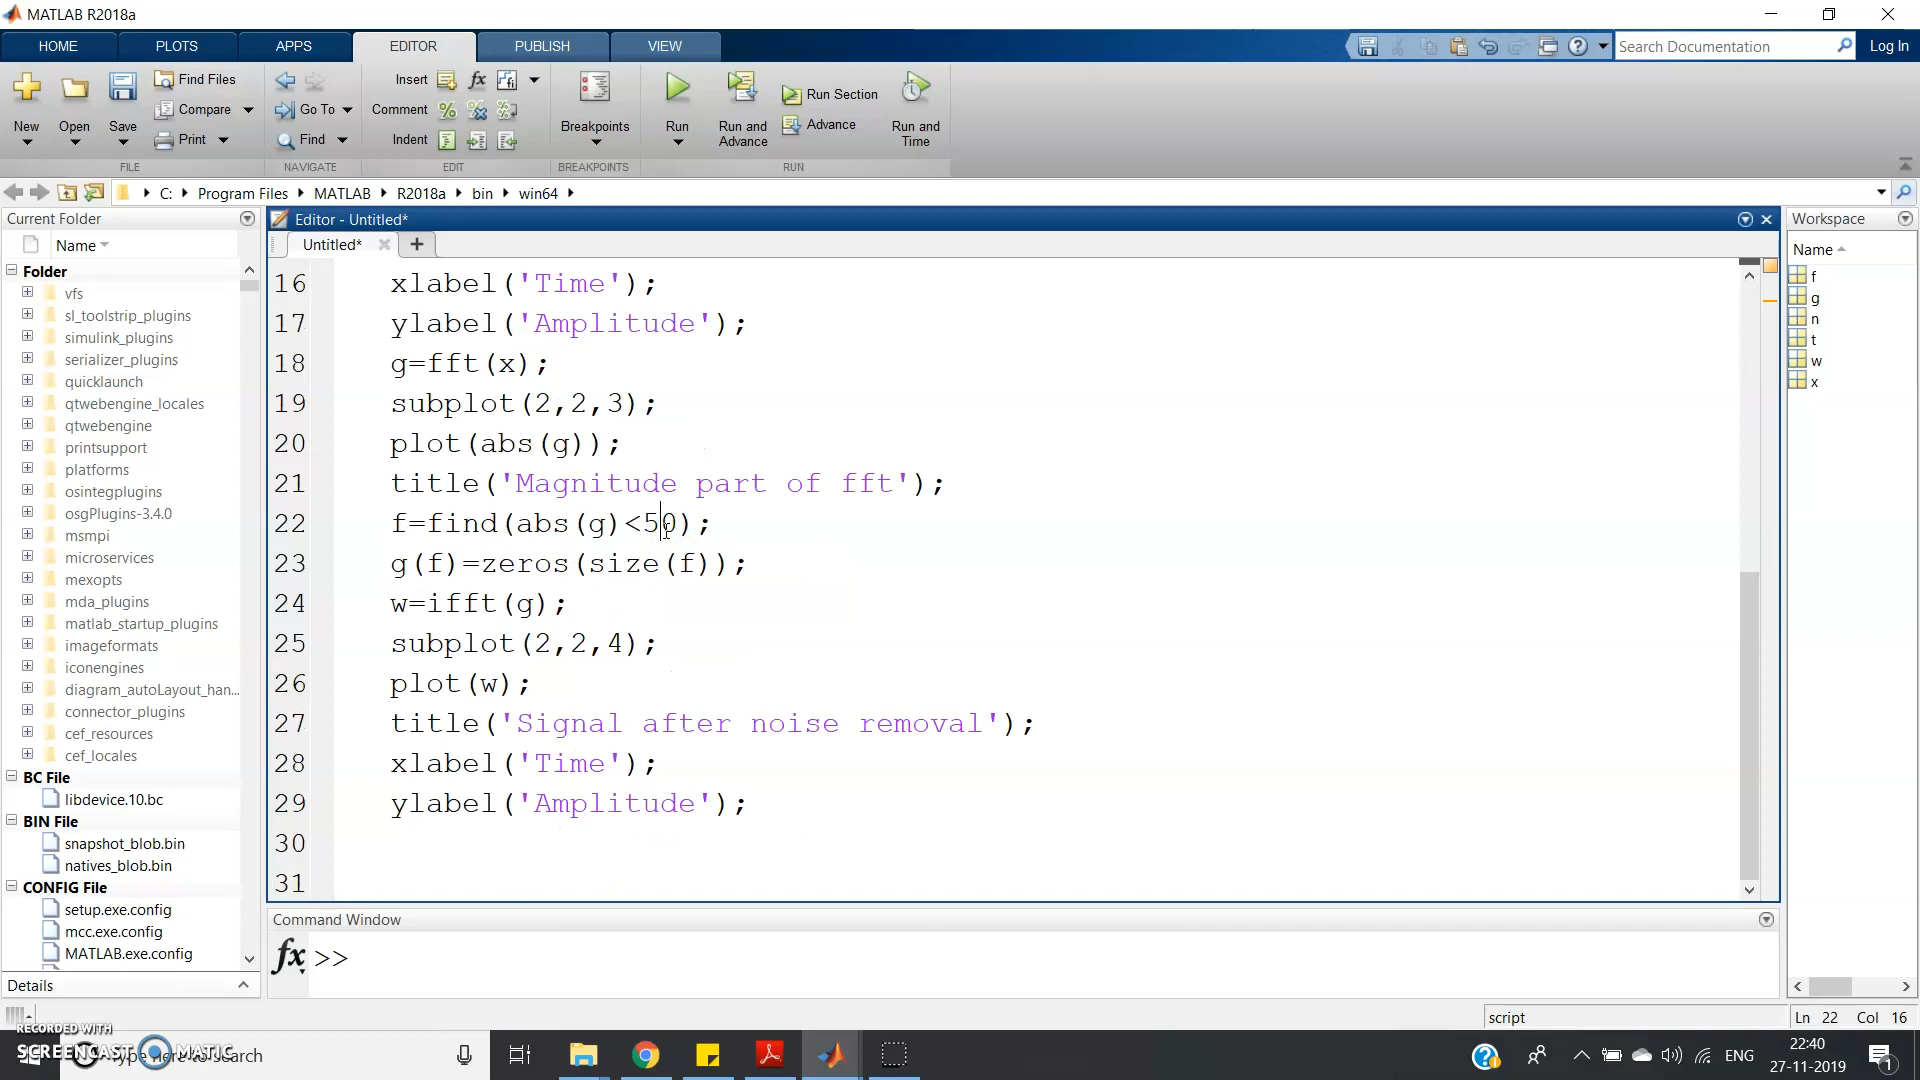 MATLAB R2018a
HOME PLOTS APPS EDITOR PUBLISH VIEW
Search Documentation Log In
New Open Save
Find Files
Compare
Print
Go To
Find
Insert
Comment
Indent
fx
Breakpoints
Run
Run and Advance
Run Section
Advance
Run and Time
FILE NAVIGATE EDIT BREAKPOINTS RUN
C: Program Files MATLAB R2018a bin win64
Current Folder
Name
Folder
vfs
sl_toolstrip_plugins
simulink_plugins
serializer_plugins
quicklaunch
qtwebengine_locales
qtwebengine
printsupport
platforms
osintegplugins
osgPlugins-3.4.0
msmpi
microservices
mexopts
mda_plugins
matlab_startup_plugins
imageformats
iconengines
diagram_autoLayout_han...
connector_plugins
cef_resources
cef_locales
BC File
libdevice.10.bc
BIN File
snapshot_blob.bin
natives_blob.bin
CONFIG File
setup.exe.config
mcc.exe.config
MATLAB.exe.config
Details
Editor - Untitled*
Untitled*
16 xlabel('Time');
17 ylabel('Amplitude');
18 g=fft(x);
19 subplot(2,2,3);
20 plot(abs(g));
21 title('Magnitude part of fft');
22 f=find(abs(g)<50);
23 g(f)=zeros(size(f));
24 w=ifft(g);
25 subplot(2,2,4);
26 plot(w);
27 title('Signal after noise removal');
28 xlabel('Time');
29 ylabel('Amplitude');
30
31
Command Window
fx >>
Workspace
Name
f
g
n
t
w
x
script Ln 22 Col 16
RECORDED WITH
SCREENCAST MATIC
Type here to search
ENG
22:40
27-11-2019
1